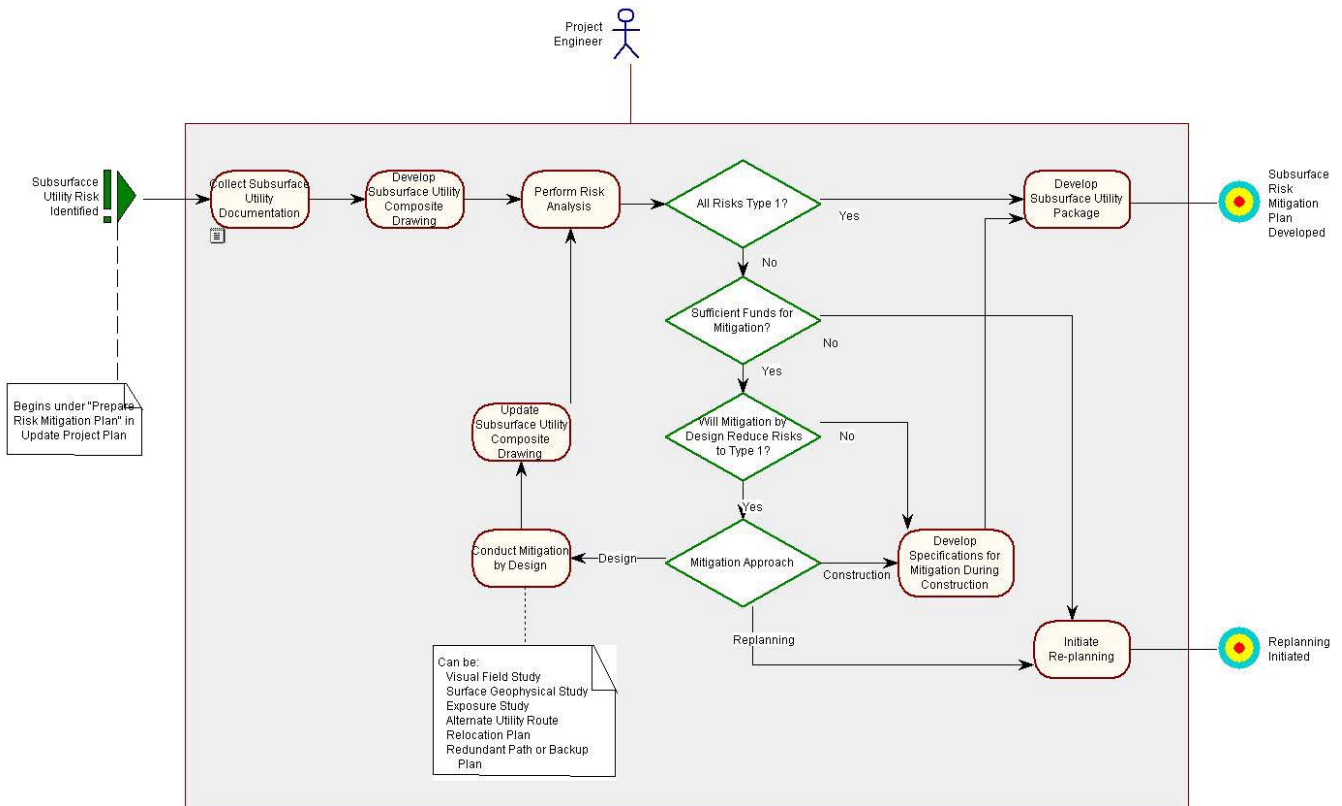 Project
Engineer
Subsurfacce
Utility Risk
Identified
Collect Subsurface
Utility
Documentation
Develop
Subsurface Utility
Composite
Drawing
Perform Risk
Analysis
All Risks Type 1?
Yes
Develop
Subsurface Utility
Package
Subsurface
Risk
Mitigation
Plan
Developed
No
Sufficient Funds for
Mitigation?
No
Yes
Begins under "Prepare
Risk Mitigation Plan" in
Update Project Plan
Update
Subsurface Utility
Composite
Drawing
Will Mitigation by
Design Reduce Risks
to Type 1?
No
Yes
Conduct Mitigation
by Design
Design
Mitigation Approach
Construction
Develop
Specifications for
Mitigation During
Construction
Replanning
Initiate
Re-planning
Replanning
Initiated
Can be:
Visual Field Study
Surface Geophysical Study
Exposure Study
Alternate Utility Route
Relocation Plan
Redundant Path or Backup
Plan